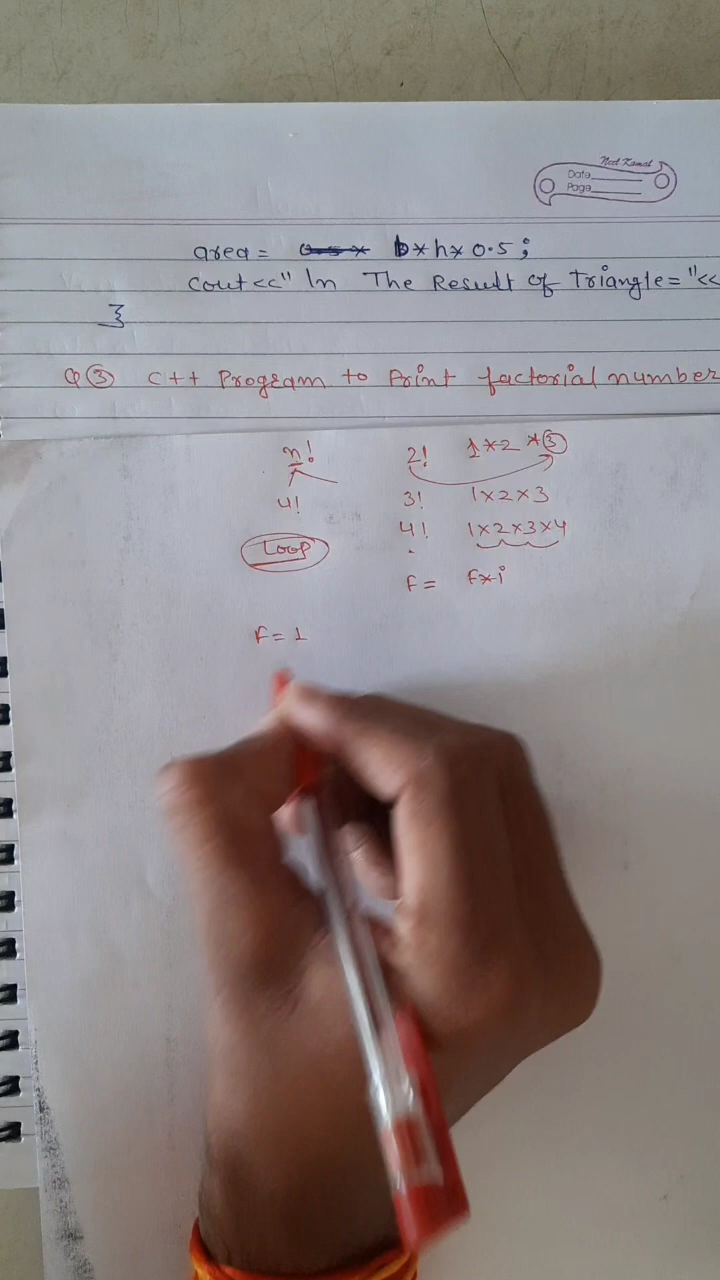 Neel Kamal
Date
Page
area = b*h*0.5;
cout<<" In The Result of Triangle="<<
}
Q③ C++ Program to Print factorial number
n! 2! 1*2 *③
4! 3! 1x2x3
4! 1x2x3x4
Loop
F = F*i
F = 1